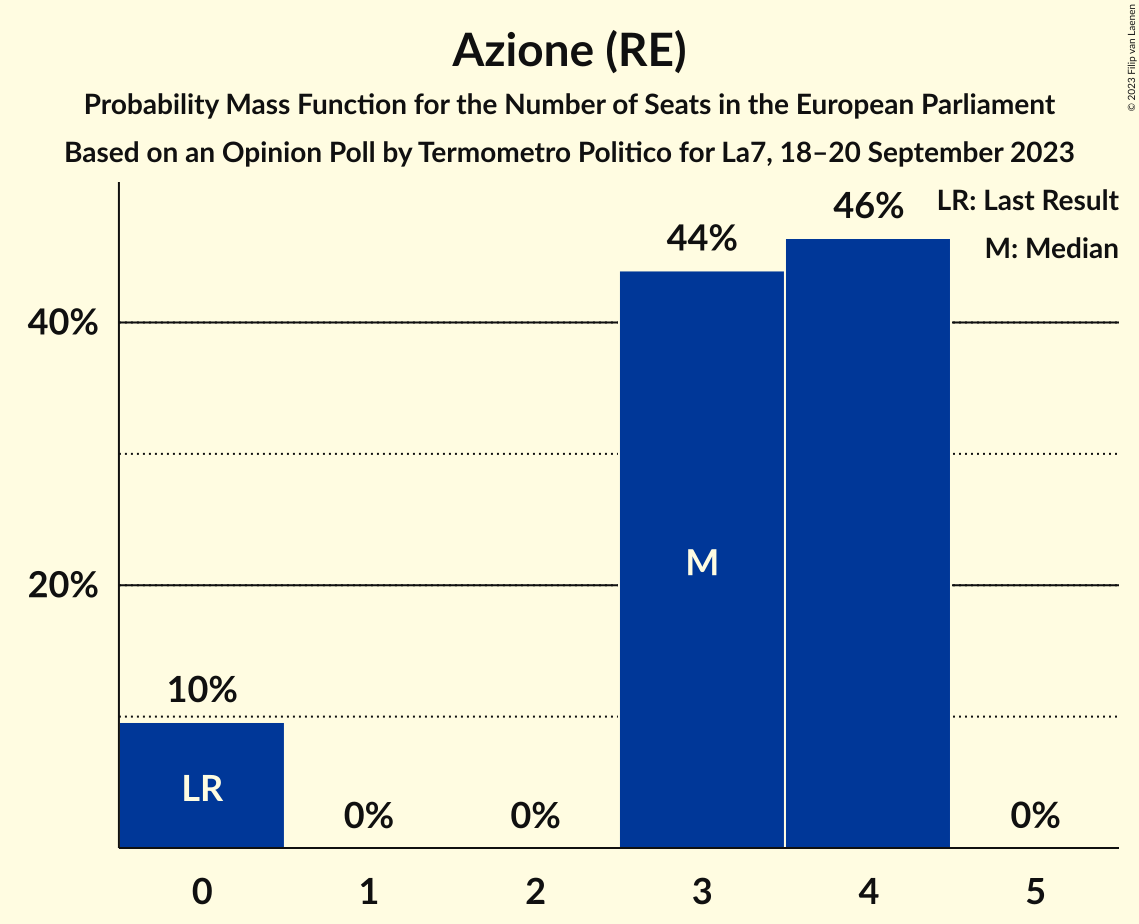 Azione (RE)
Probability Mass Function for the Number of Seats in the European Parliament
Based on an Opinion Poll by Termometro Politico for La7, 18–20 September 2023
© 2023 Filip van Laenen
LR: Last Result
M: Median
46%
44%
40%
M
20%
10%
LR
0%
0%
0%
0
1
2
3
4
5